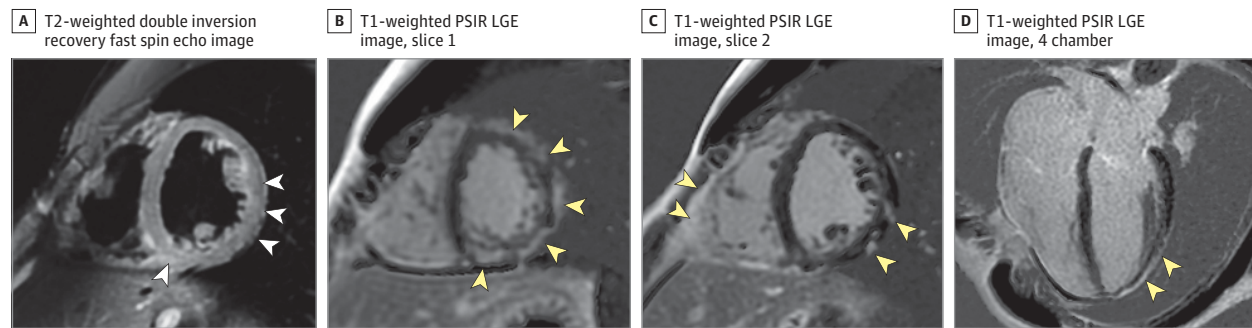 A T2-weighted double inversion
recovery fast spin echo image
B T1-weighted PSIR LGE
image, slice 1
C T1-weighted PSIR LGE
image, slice 2
D T1-weighted PSIR LGE
image, 4 chamber